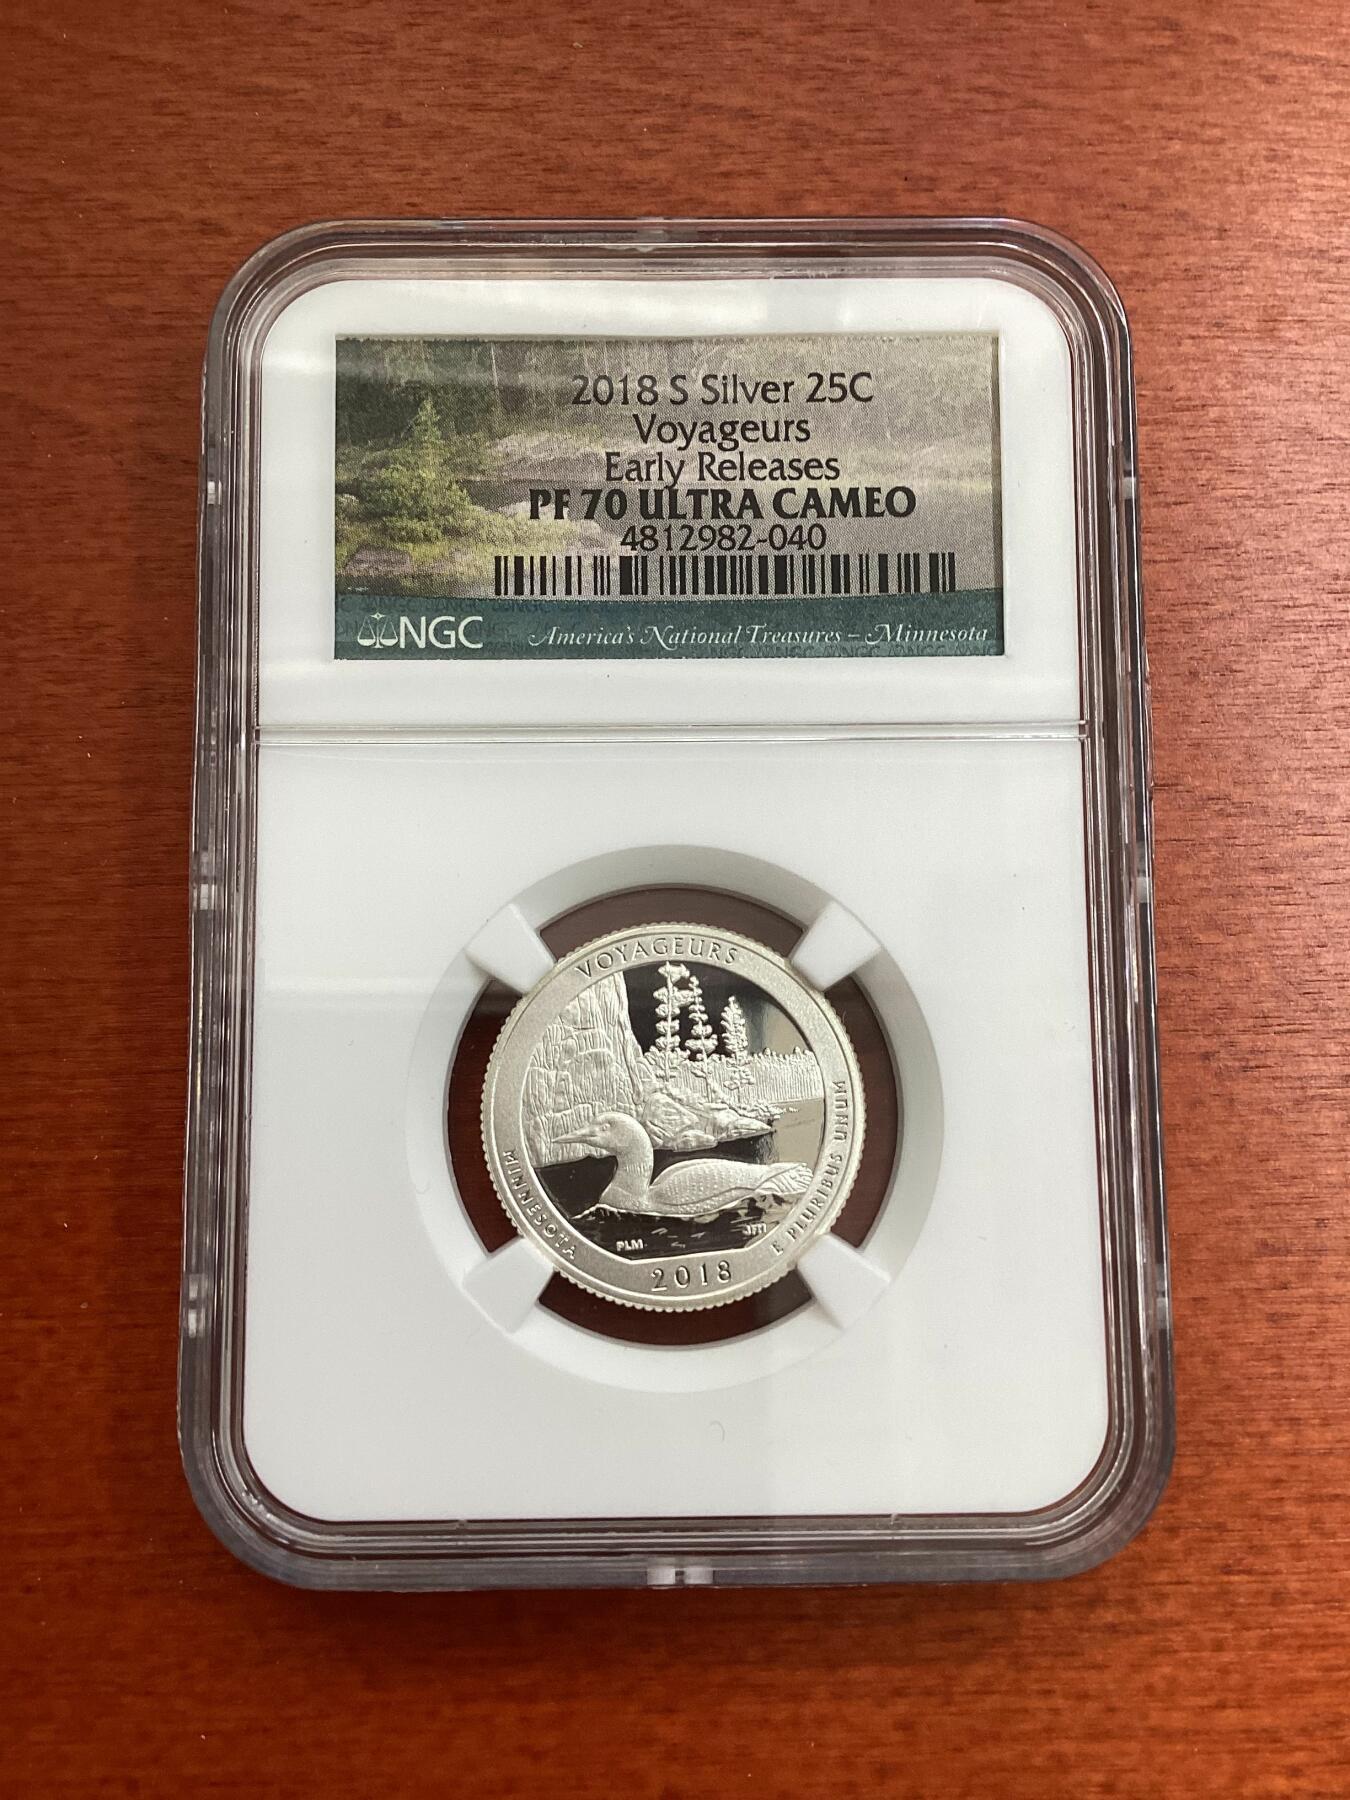 2018 S Silver 25C
Voyageurs
Early Releases
PF 70 ULTRA CAMEO
4812982-040
NGC
America's National Treasures – Minnesota
VOYAGEURS
MINNESOTA
E PLURIBUS UNUM
PLM
JFM
2018